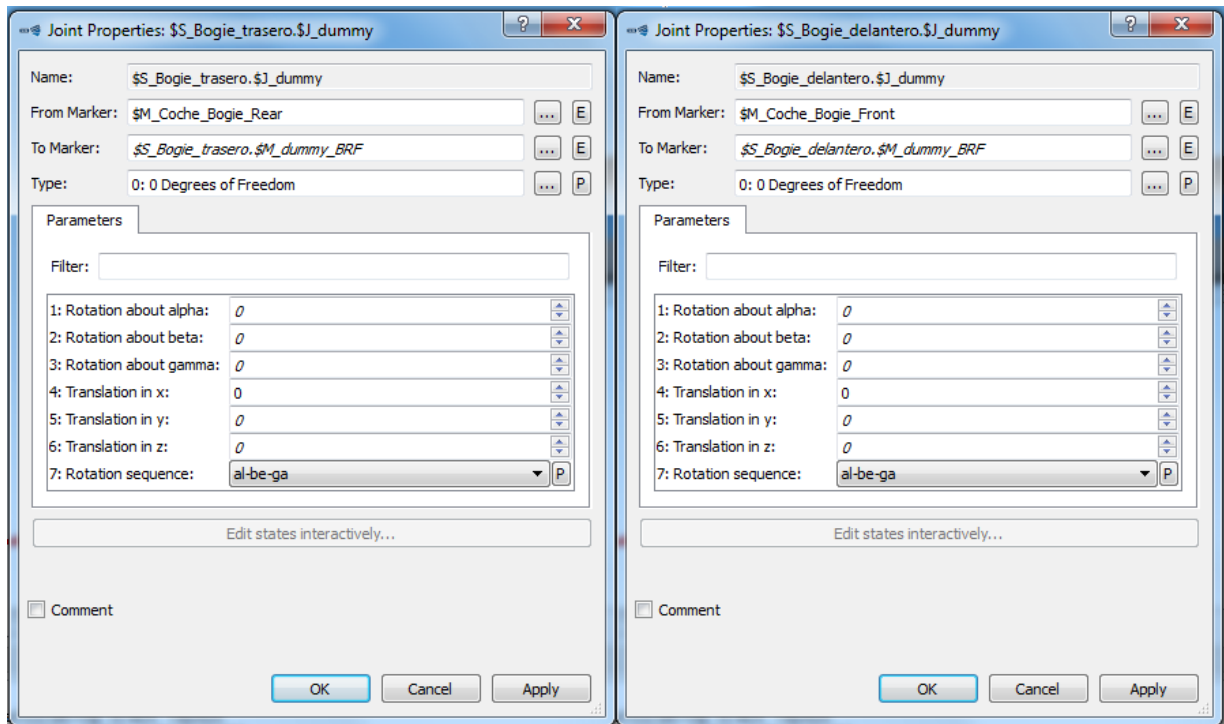 Joint Properties: $S_Bogie_trasero.$J_dummy
?
X
Name: $S_Bogie_trasero.$J_dummy
From Marker: $M_Coche_Bogie_Rear ... E
To Marker: $S_Bogie_trasero.$M_dummy_BRF ... E
Type: 0: 0 Degrees of Freedom ... P
Parameters
Filter:
1: Rotation about alpha: 0
2: Rotation about beta: 0
3: Rotation about gamma: 0
4: Translation in x: 0
5: Translation in y: 0
6: Translation in z: 0
7: Rotation sequence: al-be-ga P
Edit states interactively...
Comment
OK Cancel Apply
Joint Properties: $S_Bogie_delantero.$J_dummy
?
X
Name: $S_Bogie_delantero.$J_dummy
From Marker: $M_Coche_Bogie_Front ... E
To Marker: $S_Bogie_delantero.$M_dummy_BRF ... E
Type: 0: 0 Degrees of Freedom ... P
Parameters
Filter:
1: Rotation about alpha: 0
2: Rotation about beta: 0
3: Rotation about gamma: 0
4: Translation in x: 0
5: Translation in y: 0
6: Translation in z: 0
7: Rotation sequence: al-be-ga P
Edit states interactively...
Comment
OK Cancel Apply